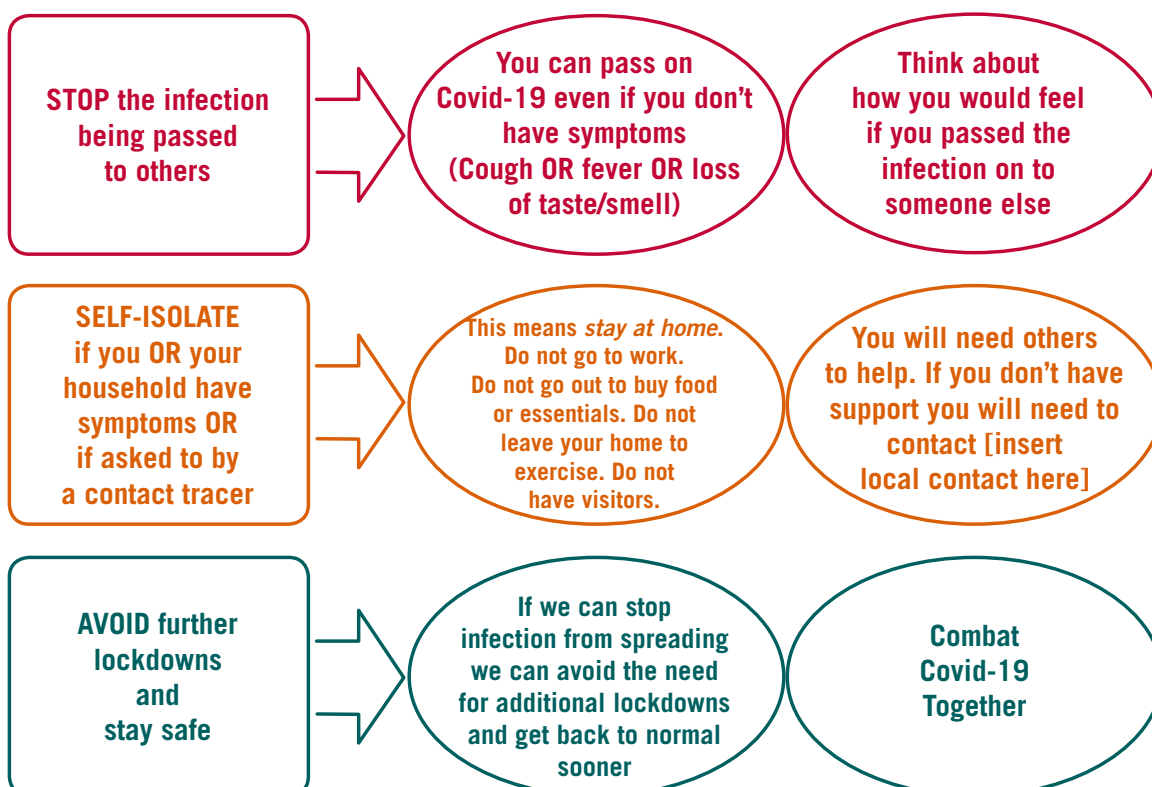 STOP the infection
being passed
to others
You can pass on
Covid-19 even if you don't
have symptoms
(Cough OR fever OR loss
of taste/smell)
Think about
how you would feel
if you passed the
infection on to
someone else
SELF-ISOLATE
if you OR your
household have
symptoms OR
if asked to by
a contact tracer
This means stay at home.
Do not go to work.
Do not go out to buy food
or essentials. Do not
leave your home to
exercise. Do not
have visitors.
You will need others
to help. If you don't have
support you will need to
contact [insert
local contact here]
AVOID further
lockdowns
and
stay safe
If we can stop
infection from spreading
we can avoid the need
for additional lockdowns
and get back to normal
sooner
Combat
Covid-19
Together